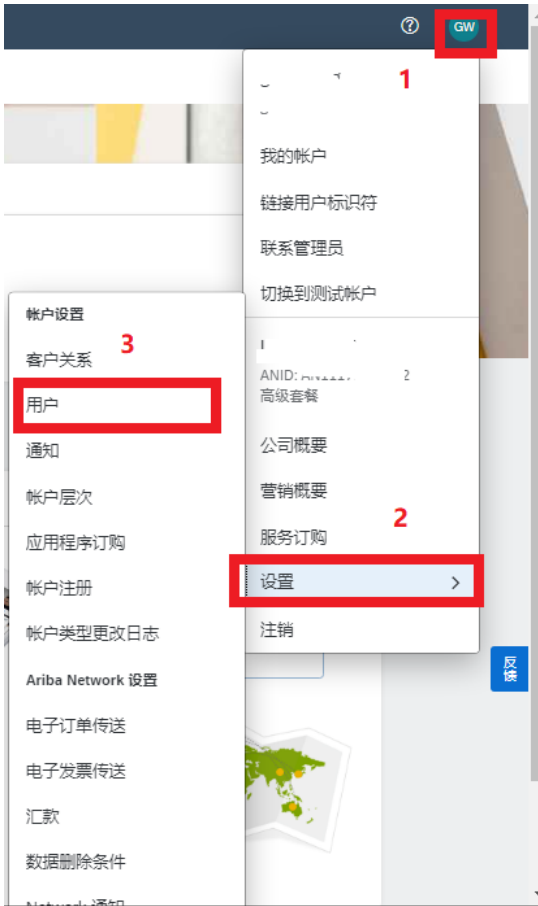 GW
1
我的帐户
链接用户标识符
联系管理员
切换到测试帐户
ANID:
高级套餐
公司概要
营销概要
2
服务订购
设置
注销
反馈
帐户设置
3
客户关系
用户
通知
帐户层次
应用程序订购
帐户注册
帐户类型更改日志
Ariba Network 设置
电子订单传送
电子发票传送
汇款
数据删除条件
Network 通知